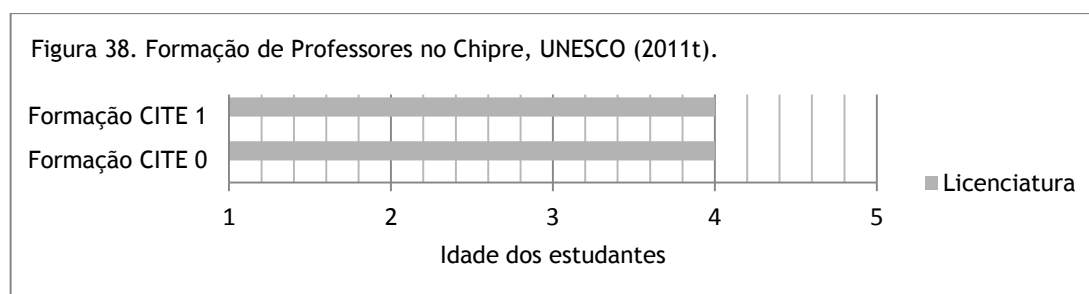 Figura 38. Formação de Professores no Chipre, UNESCO (2011t).
Formação CITE 1
Formação CITE 0
Licenciatura
1 2 3 4 5
Idade dos estudantes